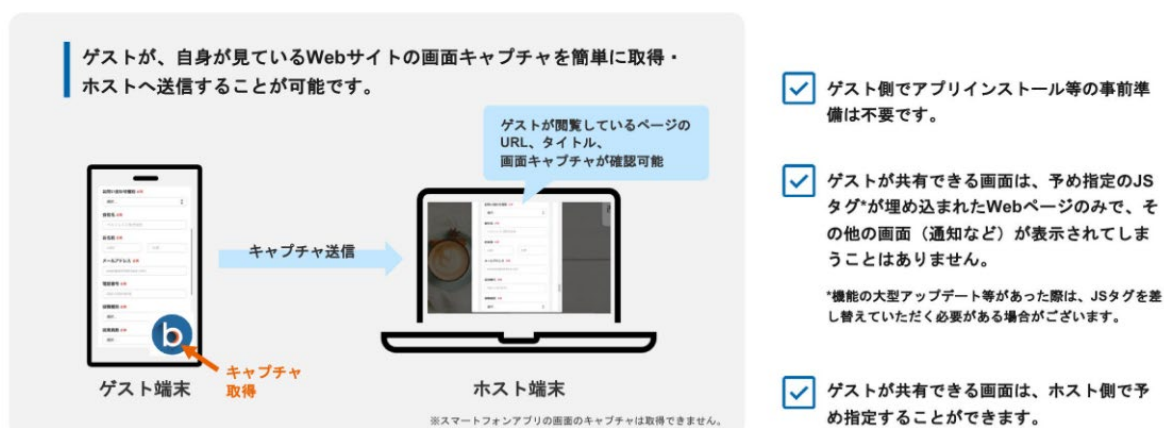 ゲストが、自身が見ているWebサイトの画面キャプチャを簡単に取得・
ホストへ送信することが可能です。
ゲストが閲覧しているページの
URL、タイトル、
画面キャプチャが確認可能
キャプチャ送信
b
キャプチャ
取得
ゲスト端末
ホスト端末
※スマートフォンアプリの画面のキャプチャは取得できません。
ゲスト側でアプリインストール等の事前準
備は不要です。
ゲストが共有できる画面は、予め指定のJS
タグ*が埋め込まれたWebページのみで、そ
の他の画面（通知など）が表示されてしま
うことはありません。
*機能の大型アップデート等があった際は、JSタグを差
し替えていただく必要がある場合がございます。
ゲストが共有できる画面は、ホスト側で予
め指定することができます。